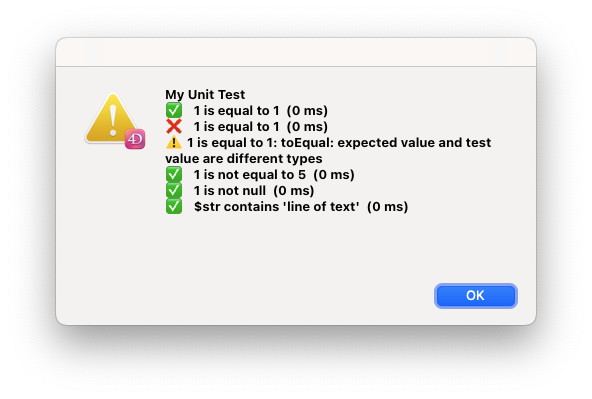 My Unit Test
✅ 1 is equal to 1 (0 ms)
❌ 1 is equal to 1 (0 ms)
⚠️ 1 is equal to 1: toEqual: expected value and test
value are different types
✅ 1 is not equal to 5 (0 ms)
✅ 1 is not null (0 ms)
✅ $str contains 'line of text' (0 ms)
4D
OK